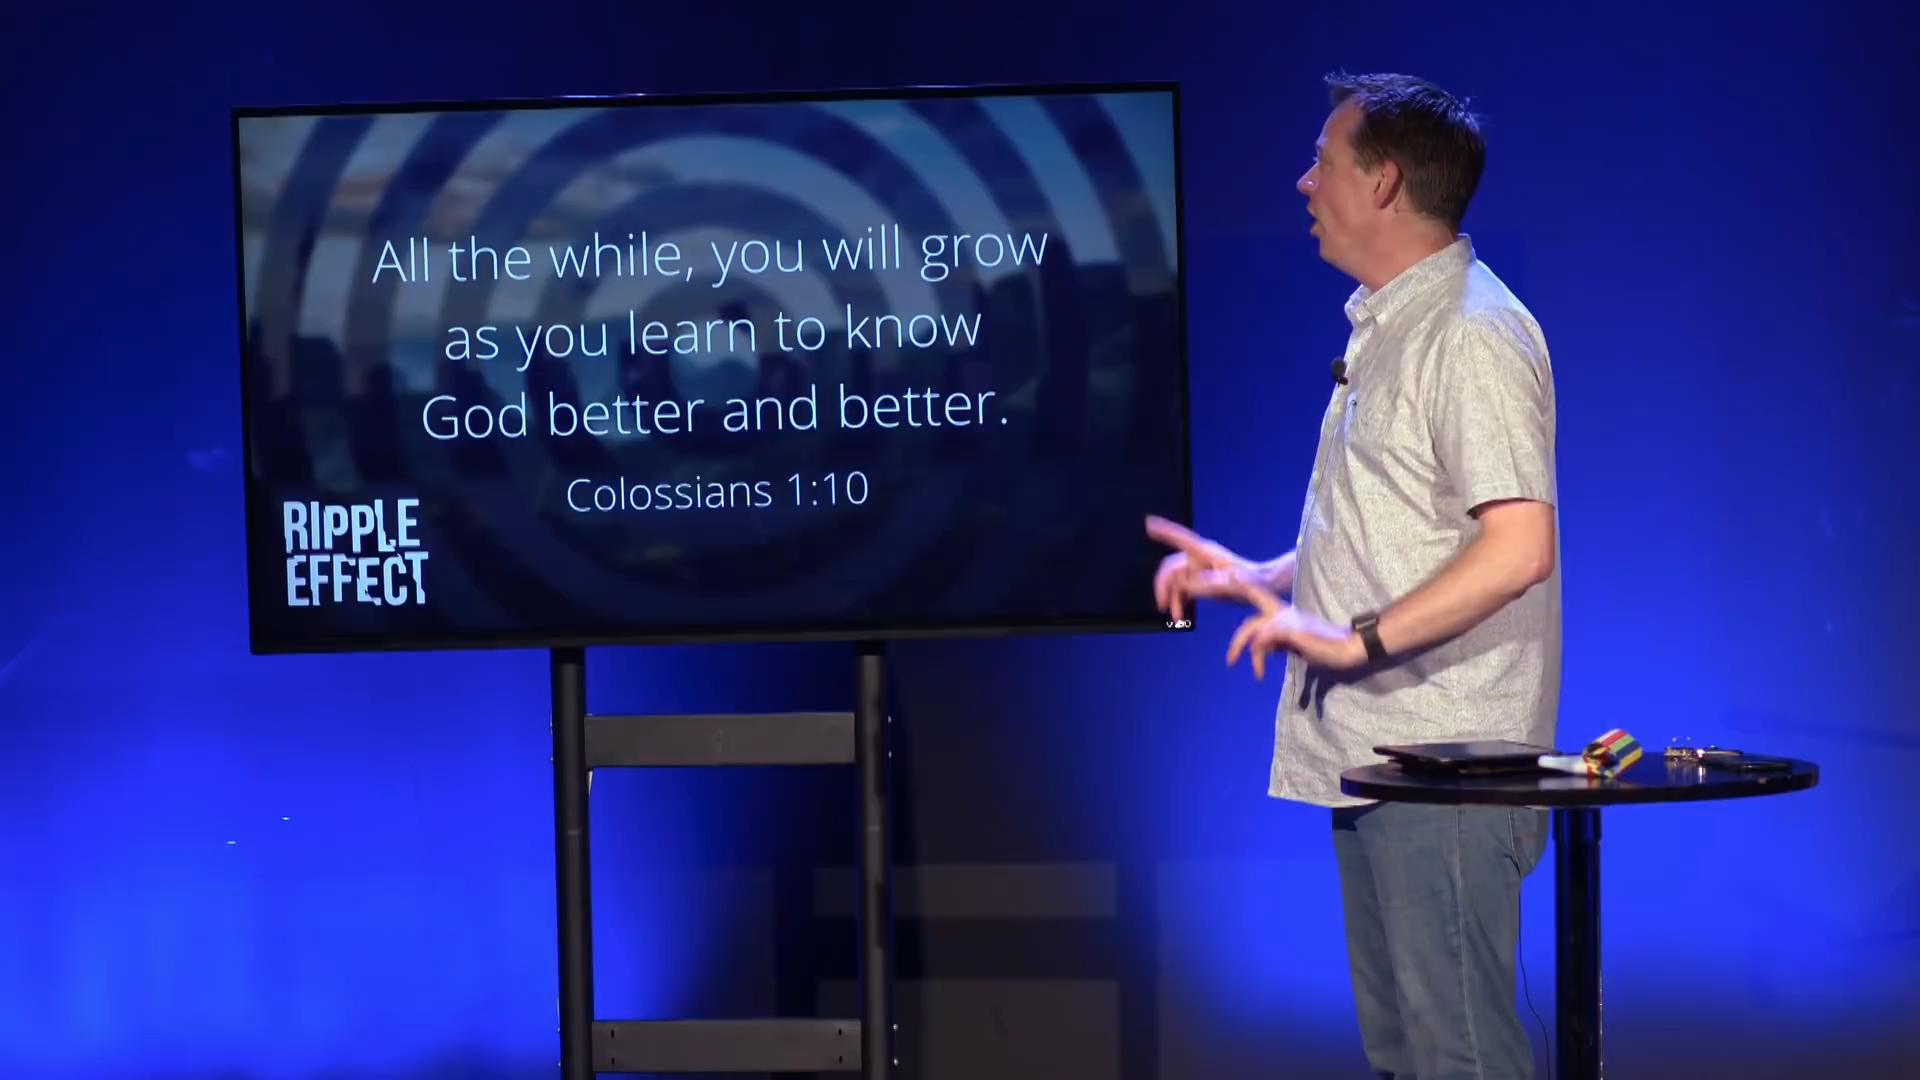 All the while, you will grow
as you learn to know
God better and better.
Colossians 1:10
RIPPLE
EFFECT